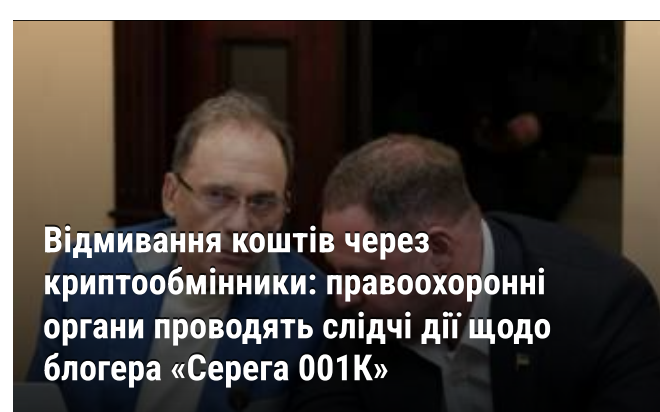 Відмивання коштів через
криптообмінники: правоохоронні
органи проводять слідчі дії щодо
блогера «Серега 001К»